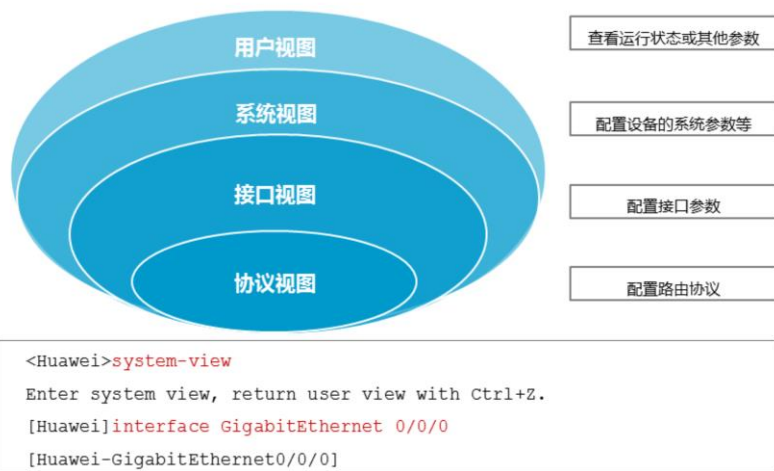 用户视图
查看运行状态或其他参数
系统视图
配置设备的系统参数等
接口视图
配置接口参数
协议视图
配置路由协议
<Huawei>system-view
Enter system view, return user view with Ctrl+Z.
[Huawei]interface GigabitEthernet 0/0/0
[Huawei-GigabitEthernet0/0/0]